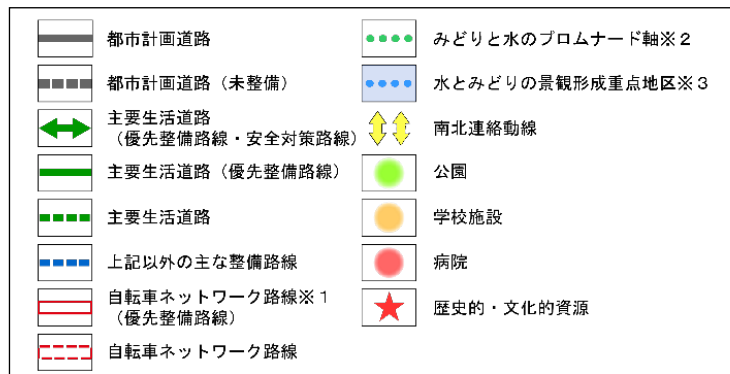 都市計画道路
都市計画道路（未整備）
主要生活道路
（優先整備路線・安全対策路線）
主要生活道路（優先整備路線）
主要生活道路
上記以外の主な整備路線
自転車ネットワーク路線※１
（優先整備路線）
自転車ネットワーク路線
みどりと水のプロムナード軸※２
水とみどりの景観形成重点地区※３
南北連絡動線
公園
学校施設
病院
歴史的・文化的資源